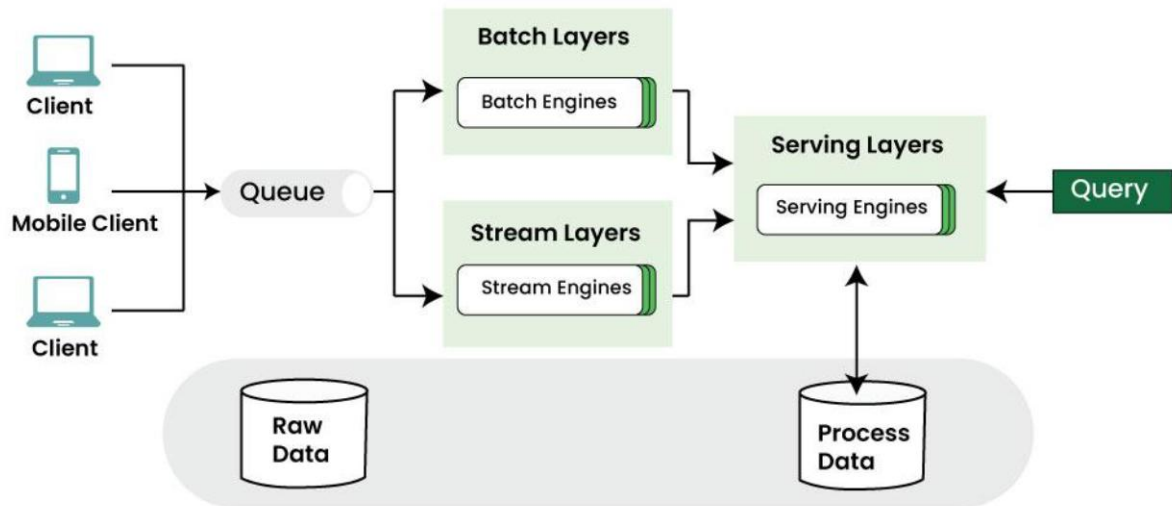 Client
Mobile Client
Client
Queue
Batch Layers
Batch Engines
Stream Layers
Stream Engines
Serving Layers
Serving Engines
Query
Raw
Data
Process
Data